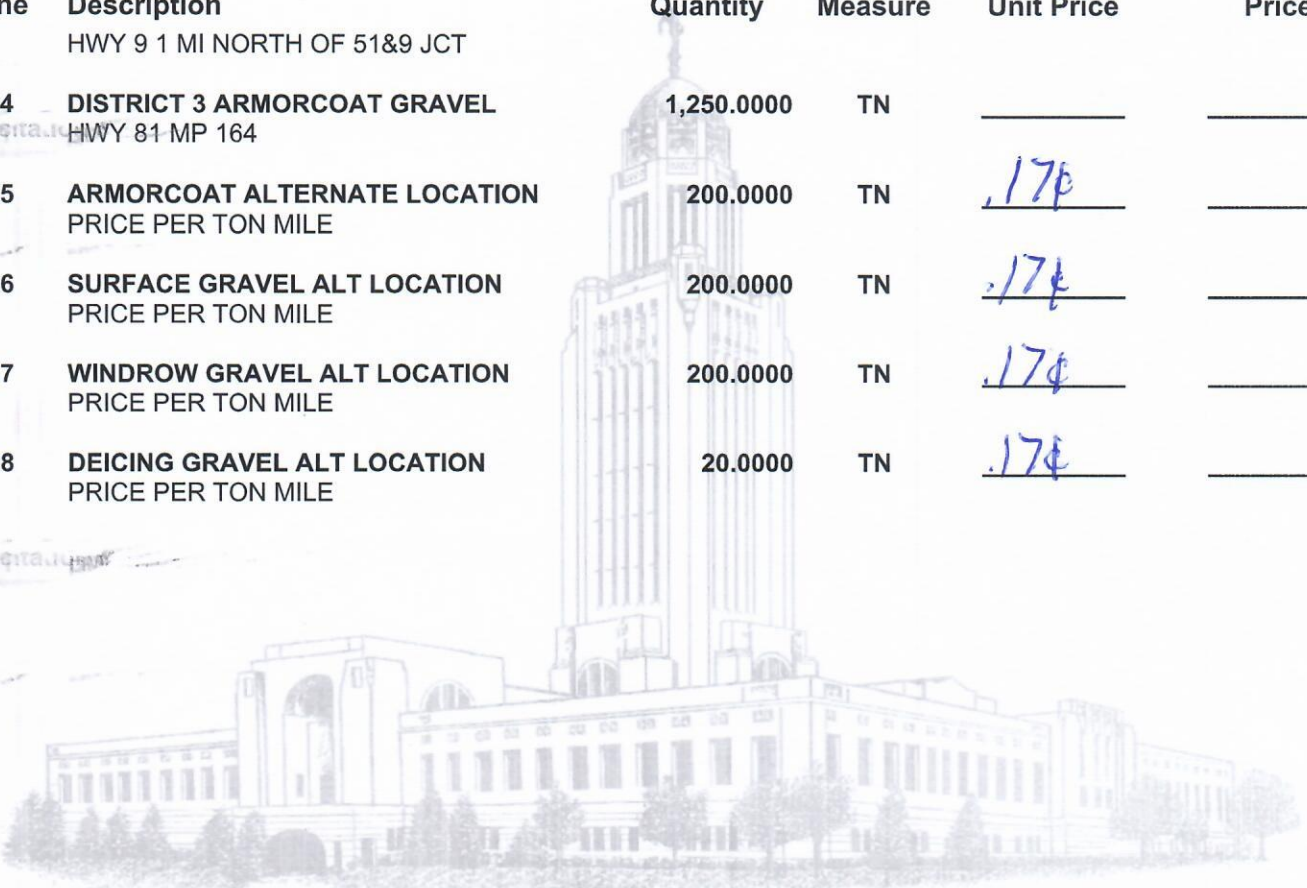 Description Quantity Measure Unit Price Price
HWY 9 1 MI NORTH OF 51&9 JCT
4 DISTRICT 3 ARMORCOAT GRAVEL 1,250.0000 TN
HWY 81 MP 164
5 ARMORCOAT ALTERNATE LOCATION 200.0000 TN .17¢
PRICE PER TON MILE
6 SURFACE GRAVEL ALT LOCATION 200.0000 TN .17¢
PRICE PER TON MILE
7 WINDROW GRAVEL ALT LOCATION 200.0000 TN .17¢
PRICE PER TON MILE
8 DEICING GRAVEL ALT LOCATION 20.0000 TN .17¢
PRICE PER TON MILE